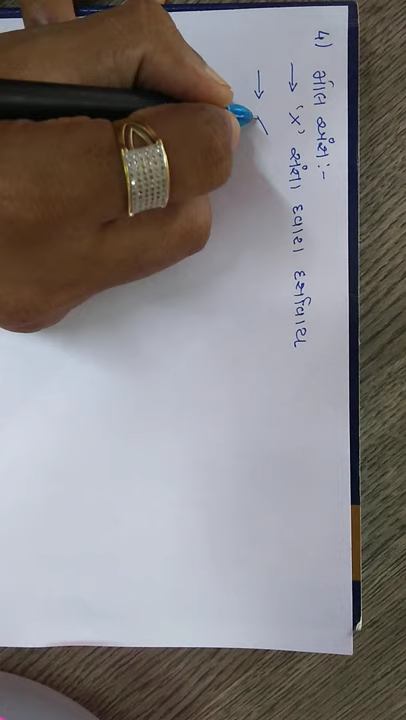 4) મોલ અંશ :-
→ 'x' સંજ્ઞા દ્વારા દર્શાવાય
→